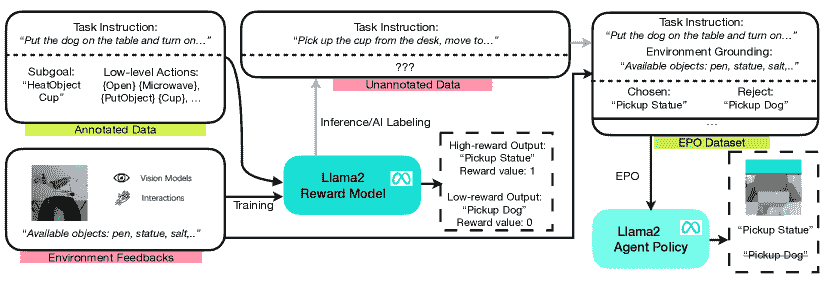 Task Instruction:
“Put the dog on the table and turn on…”
Subgoal:
“HeatObject
Cup”
Low-level Actions:
{Open} {Microwave},
{PutObject} {Cup}, …
Annotated Data
Task Instruction:
“Pick up the cup from the desk, move to…”
???
Unannotated Data
Task Instruction:
“Put the dog on the table and turn on…”
Environment Grounding:
“Available objects: pen, statue, salt,..”
Chosen:
“Pickup Statue”
Reject:
“Pickup Dog”
...
EPO Dataset
Inference/AI Labeling
Vision Models
Interactions
“Available objects: pen, statue, salt,..”
Environment Feedbacks
Training
Llama2
Reward Model
High-reward Output:
“Pickup Statue”
Reward value: 1
Low-reward Output:
“Pickup Dog”
Reward value: 0
EPO
Llama2
Agent Policy
“Pickup Statue”
“Pickup Dog”